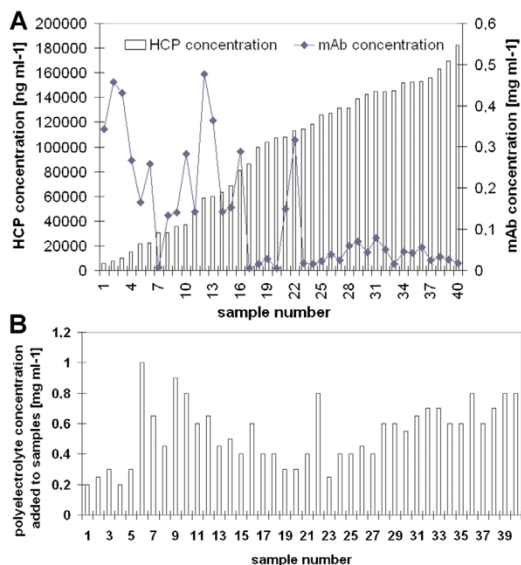 A
HCP concentration
mAb concentration
HCP concentration [ng ml-1]
200000
180000
160000
140000
120000
100000
80000
60000
40000
20000
0
0,6
0,5
0,4
0,3
0,2
0,1
0
mAb concentration [mg ml-1]
1 4 7 10 13 16 19 22 25 28 31 34 37 40
sample number
B
polyelectrolyte concentration
added to samples [mg ml-1]
1.2
1
0.8
0.6
0.4
0.2
0
1 3 5 7 9 11 13 15 17 19 21 23 25 27 29 31 33 35 37 39
sample number